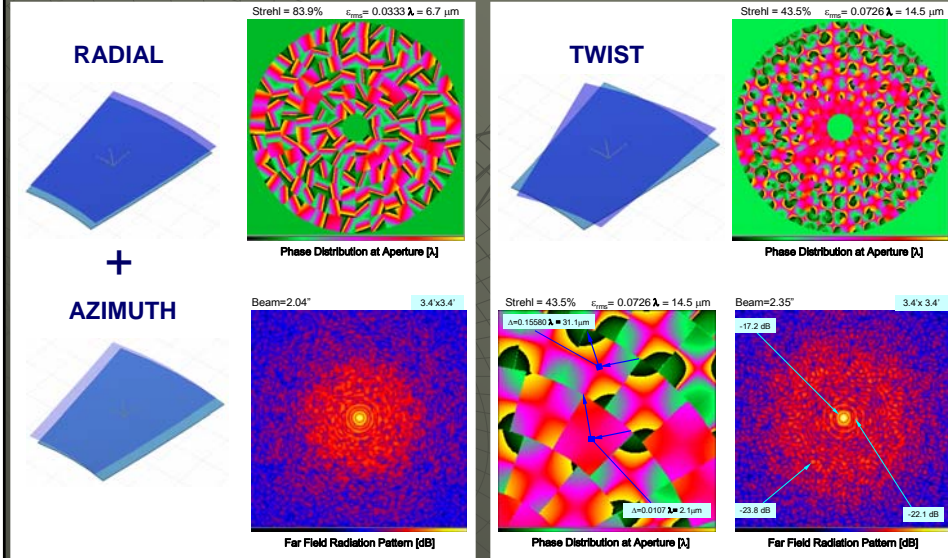 Strehl = 83.9% εrms= 0.0333 λ = 6.7 μm
RADIAL
Phase Distribution at Aperture [λ]
+
AZIMUTH
Beam=2.04” 3.4'x3.4'
Far Field Radiation Pattern [dB]
Strehl = 43.5% εrms= 0.0726 λ = 14.5 μm
TWIST
Phase Distribution at Aperture [λ]
Strehl = 43.5% εrms= 0.0726 λ = 14.5 μm
Δ=0.15580 λ = 31.1μm
Δ=0.0107 λ = 2.1μm
Phase Distribution at Aperture [λ]
Beam=2.35” 3.4'x 3.4'
-17.2 dB
-23.8 dB
-22.1 dB
Far Field Radiation Pattern [dB]